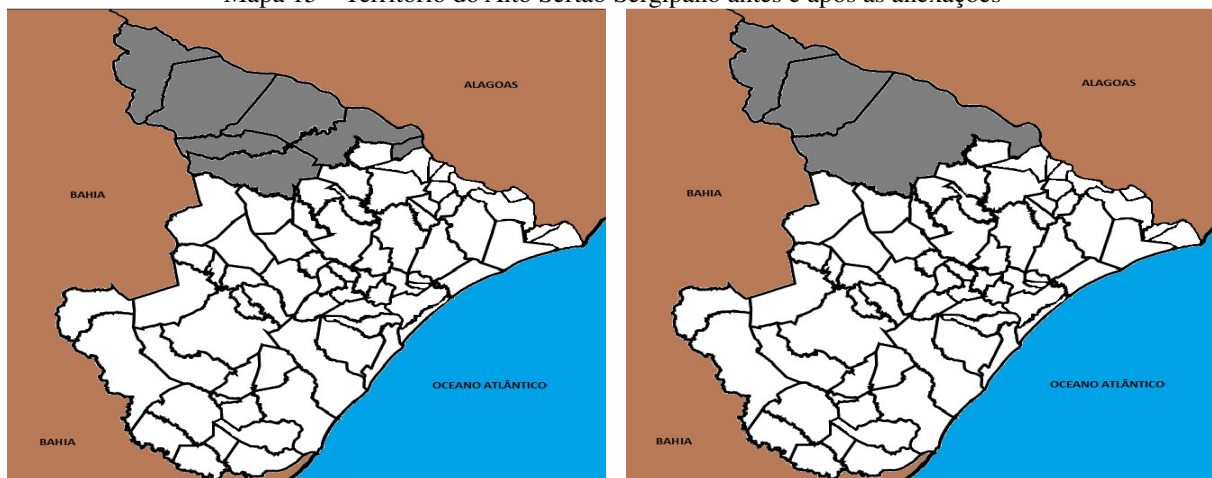 Mapa 15 – Território do Alto Sertão Sergipano antes e após as anexações
ALAGOAS
BAHIA
OCEANO ATLÂNTICO
BAHIA
ALAGOAS
BAHIA
OCEANO ATLÂNTICO
BAHIA